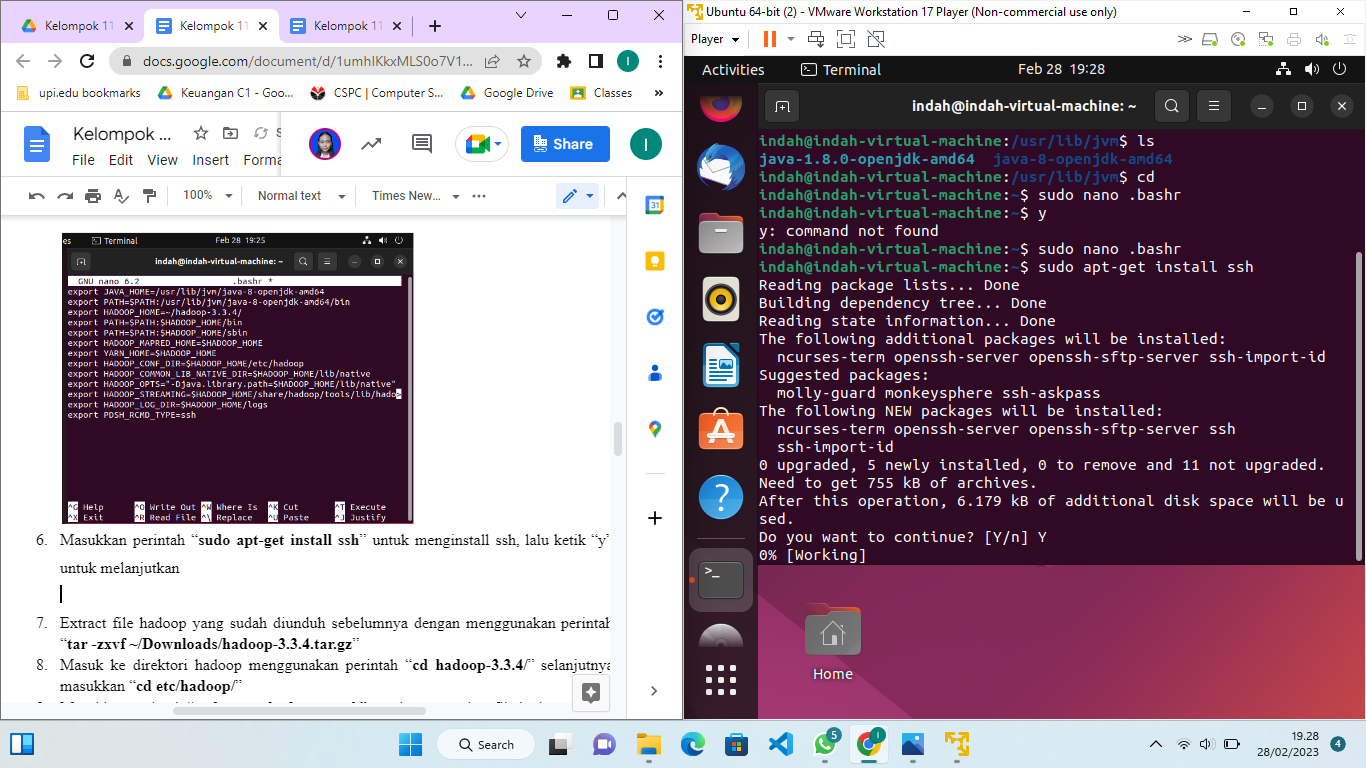 Kelompok 11
Kelompok 11
Kelompok 11
docs.google.com/document/d/1umhIKkxMLS0o7V1...
upi.edu bookmarks
Keuangan C1 - Goo...
CSPC | Computer S...
Google Drive
Classes
»
Kelompok ...
File Edit View Insert Forma
Share
I
100%
Normal text
Times New...
Terminal
Feb 28 19:25
indah@indah-virtual-machine: ~
GNU nano 6.2 .bashr *
export JAVA_HOME=/usr/lib/jvm/java-8-openjdk-amd64
export PATH=$PATH:/usr/lib/jvm/java-8-openjdk-amd64/bin
export HADOOP_HOME=~/hadoop-3.3.4/
export PATH=$PATH:$HADOOP_HOME/bin
export PATH=$PATH:$HADOOP_HOME/sbin
export HADOOP_MAPRED_HOME=$HADOOP_HOME
export YARN_HOME=$HADOOP_HOME
export HADOOP_CONF_DIR=$HADOOP_HOME/etc/hadoop
export HADOOP_COMMON_LIB_NATIVE_DIR=$HADOOP_HOME/lib/native
export HADOOP_OPTS="-Djava.library.path=$HADOOP_HOME/lib/native"
export HADOOP_STREAMING=$HADOOP_HOME/share/hadoop/tools/lib/hado>
export HADOOP_LOG_DIR=$HADOOP_HOME/logs
export PDSH_RCMD_TYPE=ssh
^G Help ^O Write Out ^W Where Is ^K Cut ^T Execute
^X Exit ^R Read File ^\ Replace ^U Paste ^J Justify
6. Masukkan perintah “sudo apt-get install ssh” untuk menginstall ssh, lalu ketik “y”
untuk melanjutkan
7. Extract file hadoop yang sudah diunduh sebelumnya dengan menggunakan perintah
“tar -zxvf ~/Downloads/hadoop-3.3.4.tar.gz”
8. Masuk ke direktori hadoop menggunakan perintah “cd hadoop-3.3.4/” selanjutnya
masukkan “cd etc/hadoop/”
Ubuntu 64-bit (2) - VMware Workstation 17 Player (Non-commercial use only)
Player
Activities
Terminal
Feb 28 19:28
indah@indah-virtual-machine: ~
indah@indah-virtual-machine:/usr/lib/jvm$ ls
java-1.8.0-openjdk-amd64 java-8-openjdk-amd64
indah@indah-virtual-machine:/usr/lib/jvm$ cd
indah@indah-virtual-machine:~$ sudo nano .bashr
indah@indah-virtual-machine:~$ y
y: command not found
indah@indah-virtual-machine:~$ sudo nano .bashr
indah@indah-virtual-machine:~$ sudo apt-get install ssh
Reading package lists... Done
Building dependency tree... Done
Reading state information... Done
The following additional packages will be installed:
ncurses-term openssh-server openssh-sftp-server ssh-import-id
Suggested packages:
molly-guard monkeysphere ssh-askpass
The following NEW packages will be installed:
ncurses-term openssh-server openssh-sftp-server ssh
ssh-import-id
0 upgraded, 5 newly installed, 0 to remove and 11 not upgraded.
Need to get 755 kB of archives.
After this operation, 6.179 kB of additional disk space will be u
sed.
Do you want to continue? [Y/n] Y
0% [Working]
Home
Search
5
19.28
28/02/2023
4